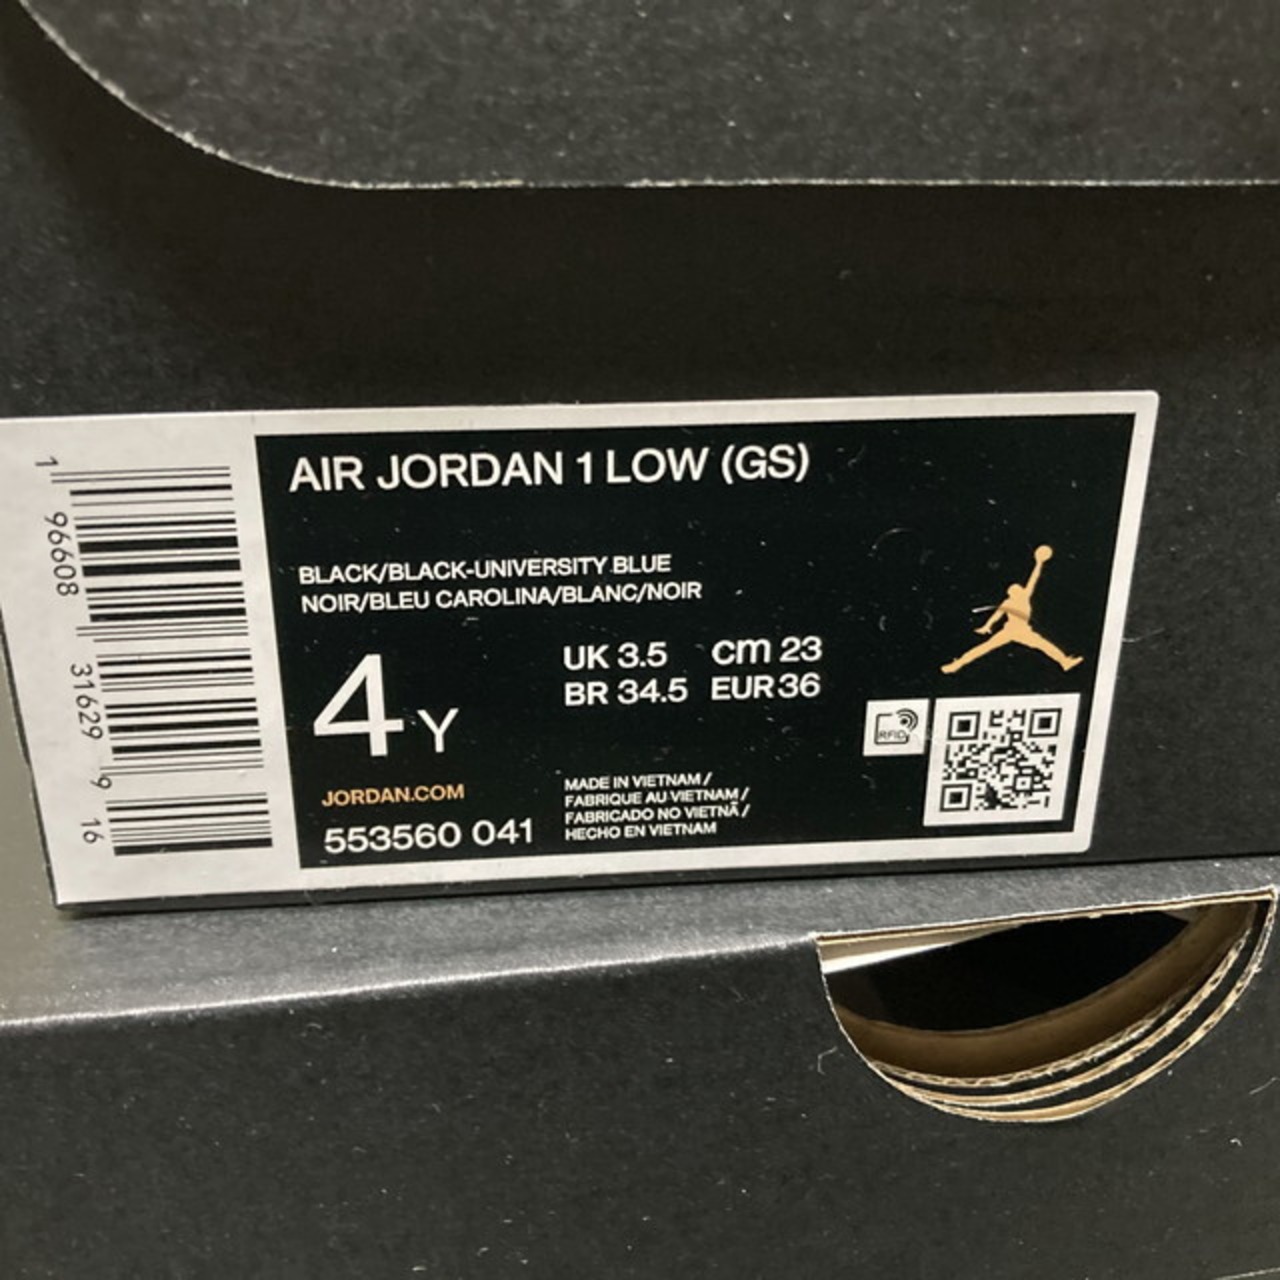 AIR JORDAN 1 LOW (GS)
BLACK/BLACK-UNIVERSITY BLUE
NOIR/BLEU CAROLINA/BLANC/NOIR
4 Y
UK 3.5 cm 23
BR 34.5 EUR 36
JORDAN.COM
553560 041
MADE IN VIETNAM /
FABRIQUE AU VIETNAM /
FABRICADO NO VIETNÃ /
HECHO EN VIETNAM
RFID
1 96608 31629 9 16